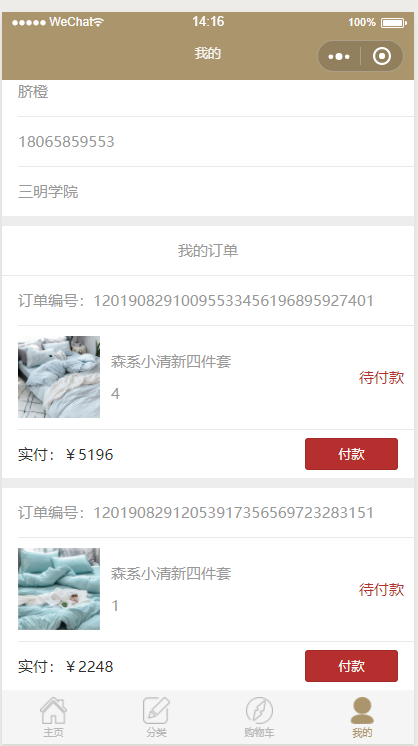 WeChat 14:16 100%
我的
脐橙
18065859553
三明学院
我的订单
订单编号：12019082910095533456196895927401
森系小清新四件套
4
待付款
实付：￥5196
付款
订单编号：12019082912053917356569723283151
森系小清新四件套
1
待付款
实付：￥2248
付款
主页 分类 购物车 我的